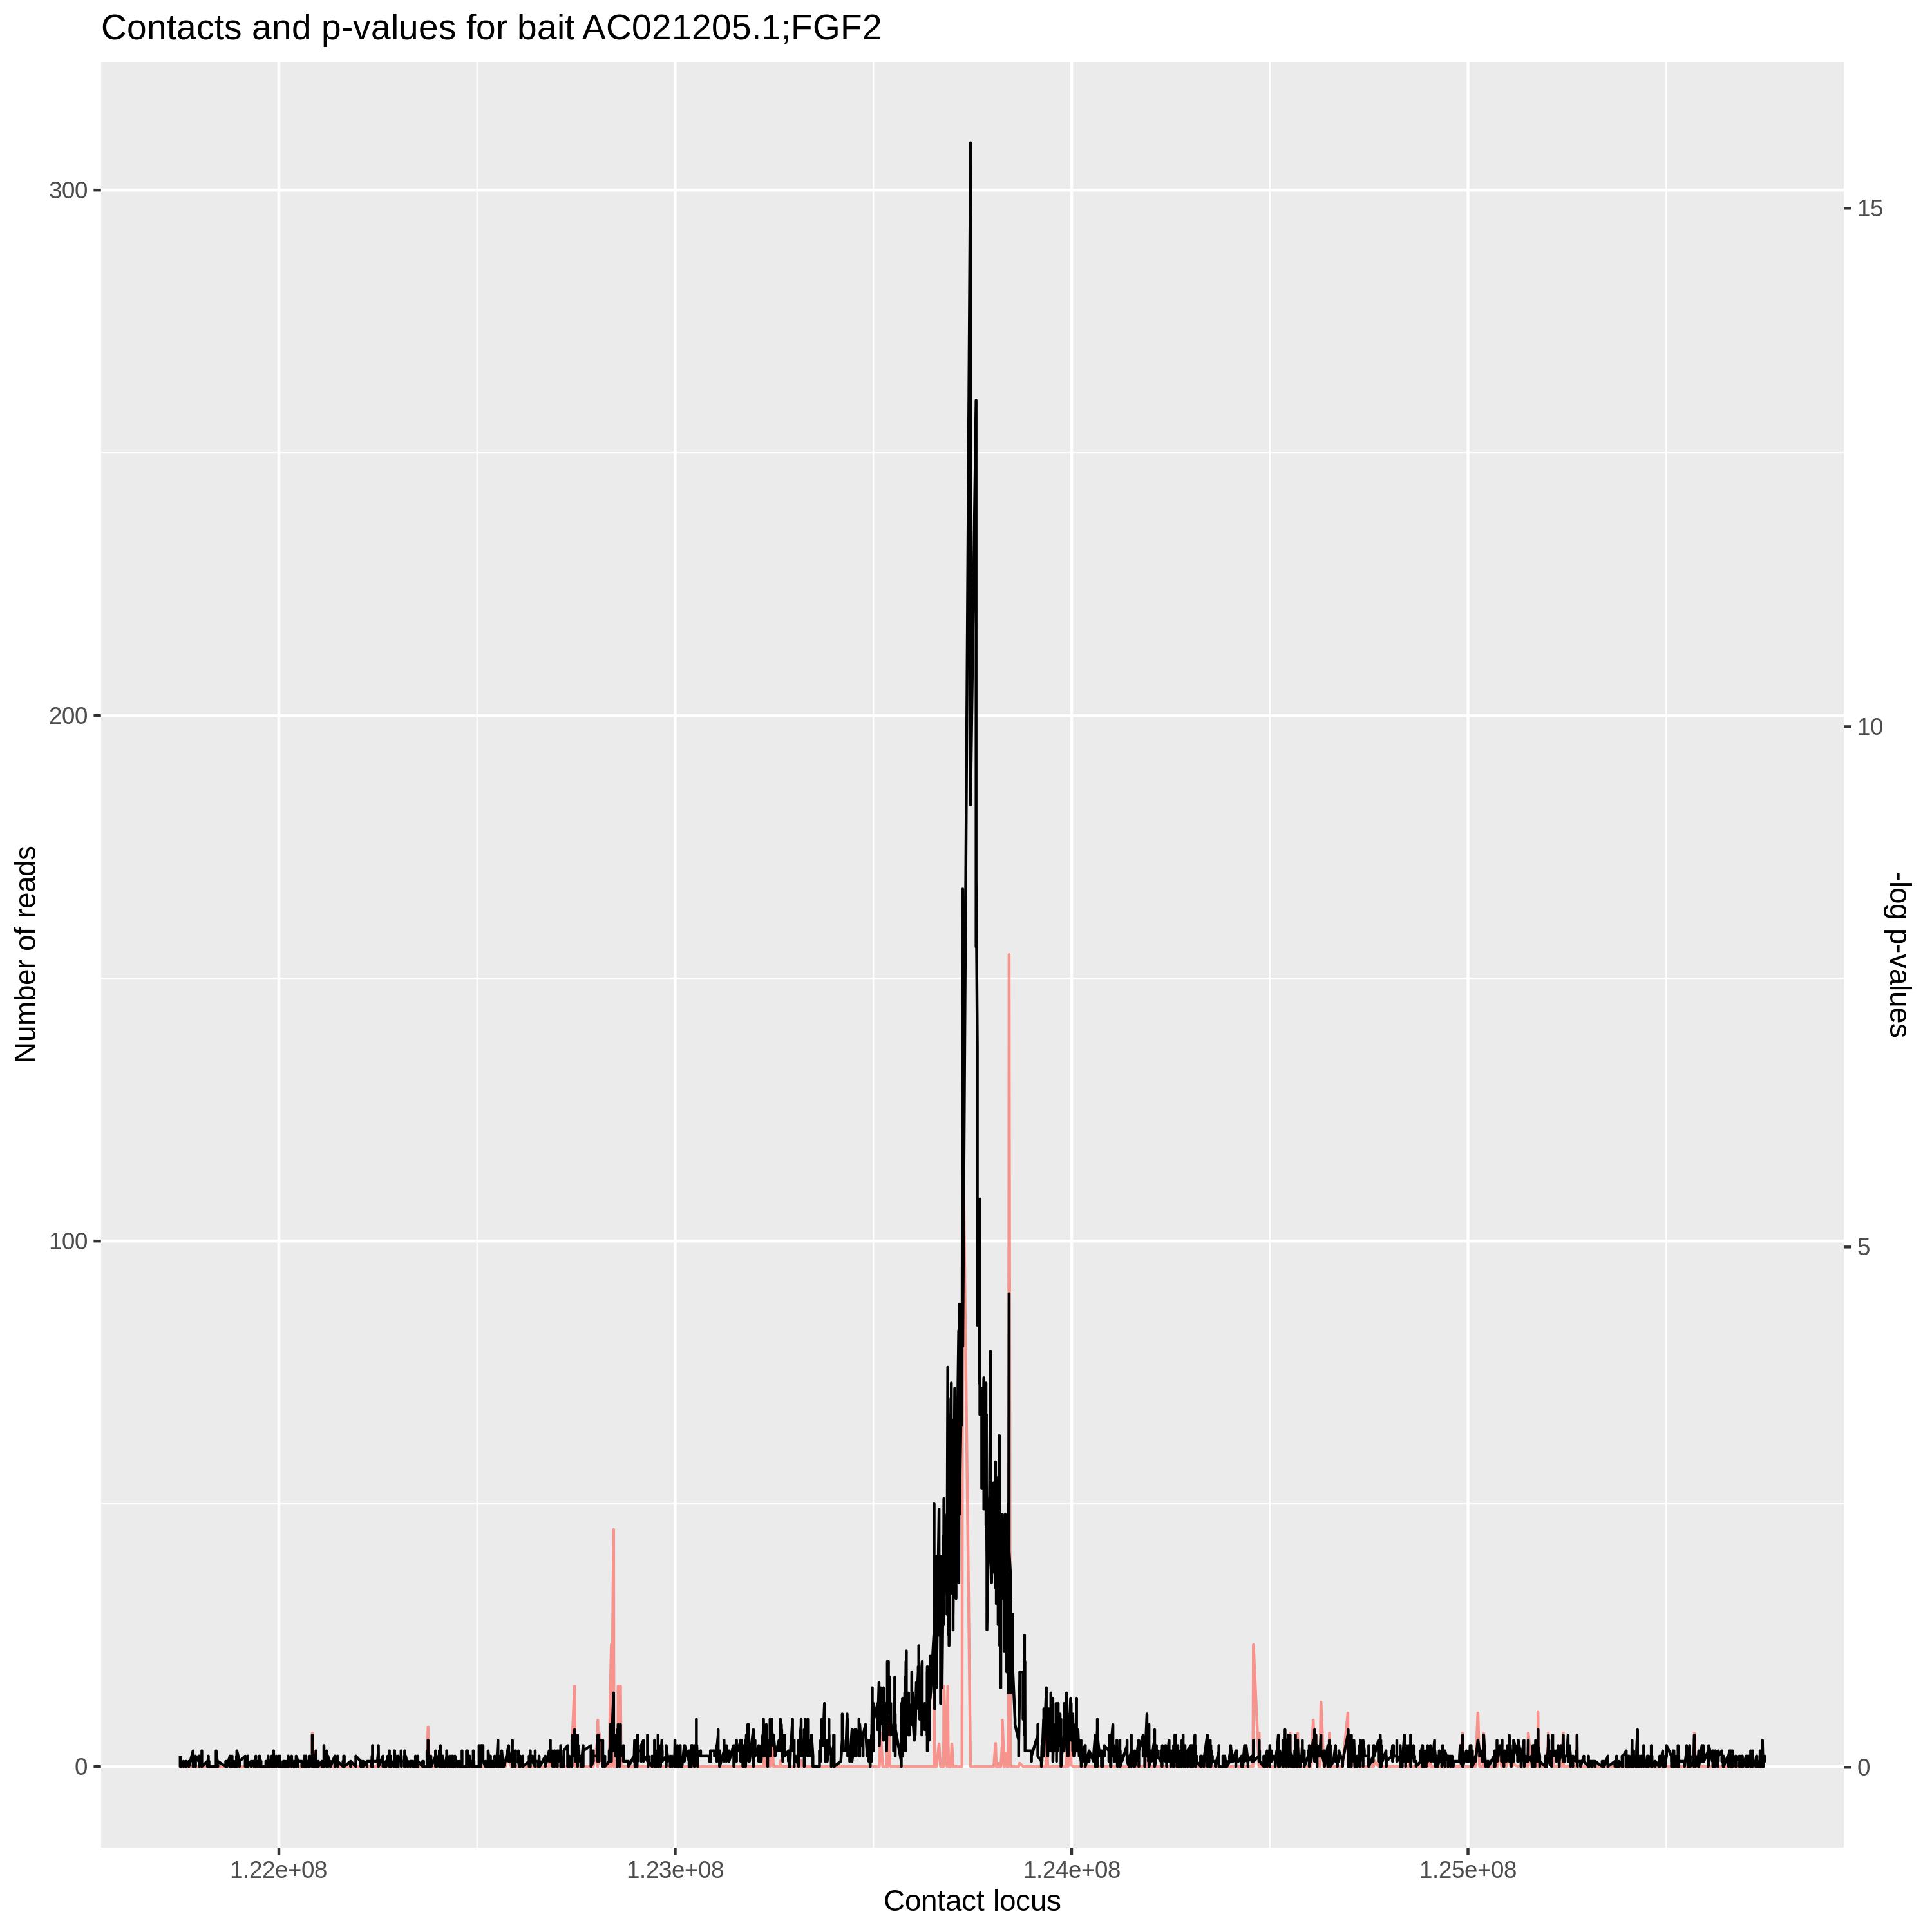 Contacts and p-values for bait AC021205.1;FGF2
300
200
100
0
Number of reads
15
10
5
0
-log p-values
1.22e+08
1.23e+08
1.24e+08
1.25e+08
Contact locus